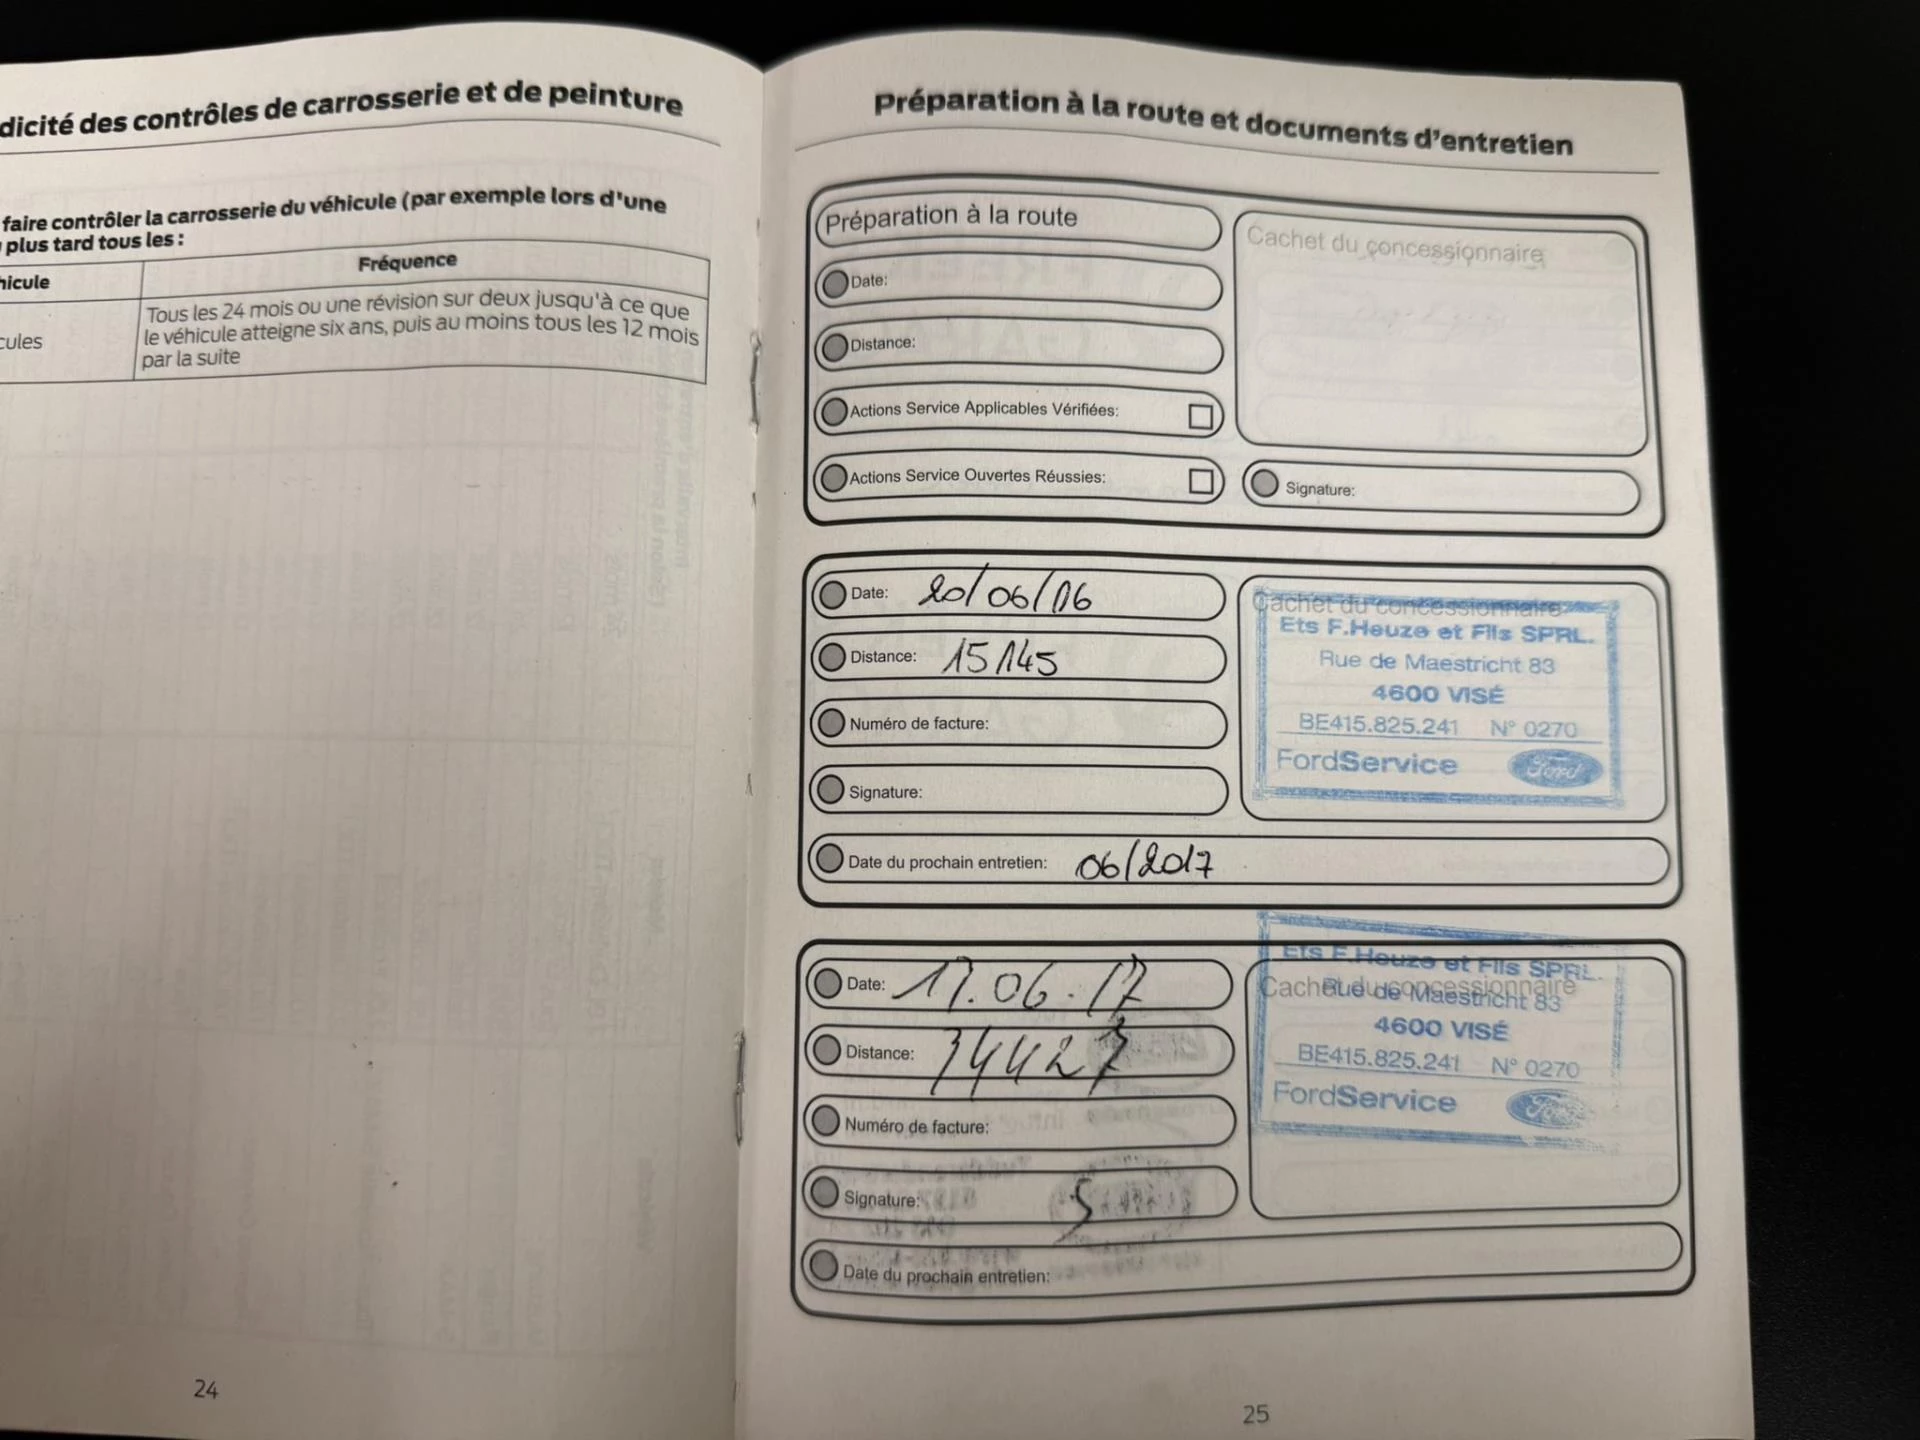 dicité des contrôles de carrosserie et de peinture
faire contrôler la carrosserie du véhicule (par exemple lors d'une
plus tard tous les :
hicule
Fréquence
cules
Tous les 24 mois ou une révision sur deux jusqu'à ce que
le véhicule atteigne six ans, puis au moins tous les 12 mois
par la suite
24
Préparation à la route et documents d'entretien
Préparation à la route
Cachet du concessionnaire
Date:
Distance:
Actions Service Applicables Vérifiées:
Actions Service Ouvertes Réussies:
Signature:
Date: 20/06/16
Distance: 15145
Numéro de facture:
Signature:
Date du prochain entretien: 06/2017
Cachet du concessionnaire
Ets F.Heuze et Fils SPRL.
Rue de Maestricht 83
4600 VISÉ
BE415.825.241 N° 0270
FordService
Ford
Date: 17.06.17
Distance: 34427
Numéro de facture:
Signature:
Date du prochain entretien:
Ets F.Heuze et Fils SPRL.
Cachet du concessionnaire
Rue de Maestricht 83
4600 VISÉ
BE415.825.241 N° 0270
FordService
Ford
25